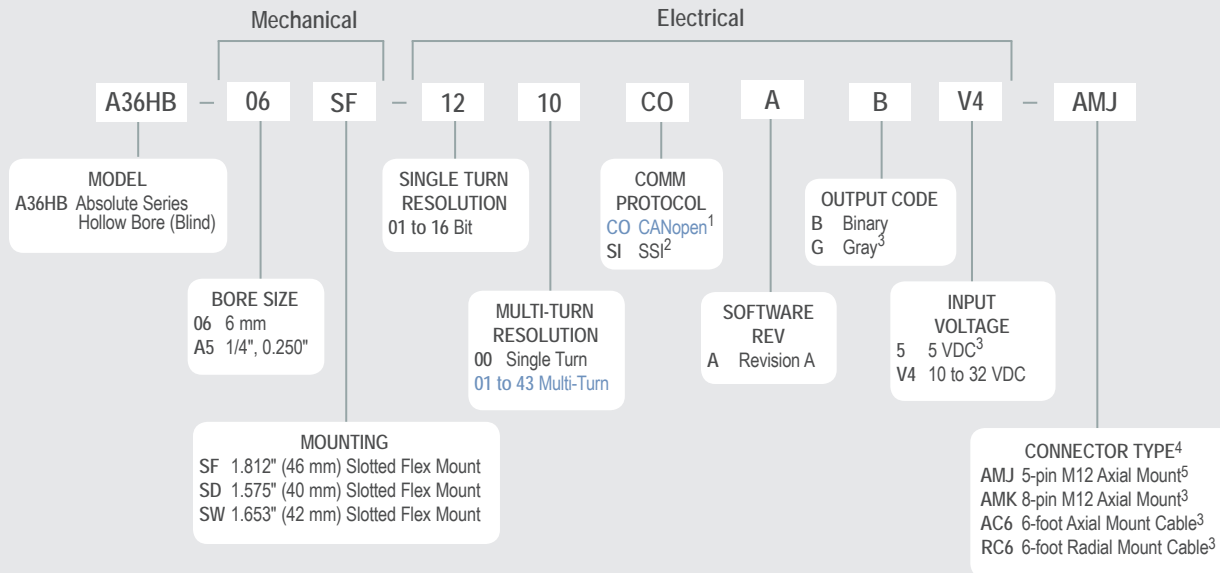 Mechanical
Electrical
A36HB – 06 SF – 12 10 CO A B V4 – AMJ
MODEL
A36HB Absolute Series
Hollow Bore (Blind)
BORE SIZE
06 6 mm
A5 1/4", 0.250"
MOUNTING
SF 1.812" (46 mm) Slotted Flex Mount
SD 1.575" (40 mm) Slotted Flex Mount
SW 1.653" (42 mm) Slotted Flex Mount
SINGLE TURN
RESOLUTION
01 to 16 Bit
MULTI-TURN
RESOLUTION
00 Single Turn
01 to 43 Multi-Turn
COMM
PROTOCOL
CO CANopen¹
SI SSI²
SOFTWARE
REV
A Revision A
OUTPUT CODE
B Binary
G Gray³
INPUT
VOLTAGE
5 5 VDC³
V4 10 to 32 VDC
CONNECTOR TYPE⁴
AMJ 5-pin M12 Axial Mount⁵
AMK 8-pin M12 Axial Mount³
AC6 6-foot Axial Mount Cable³
RC6 6-foot Radial Mount Cable³